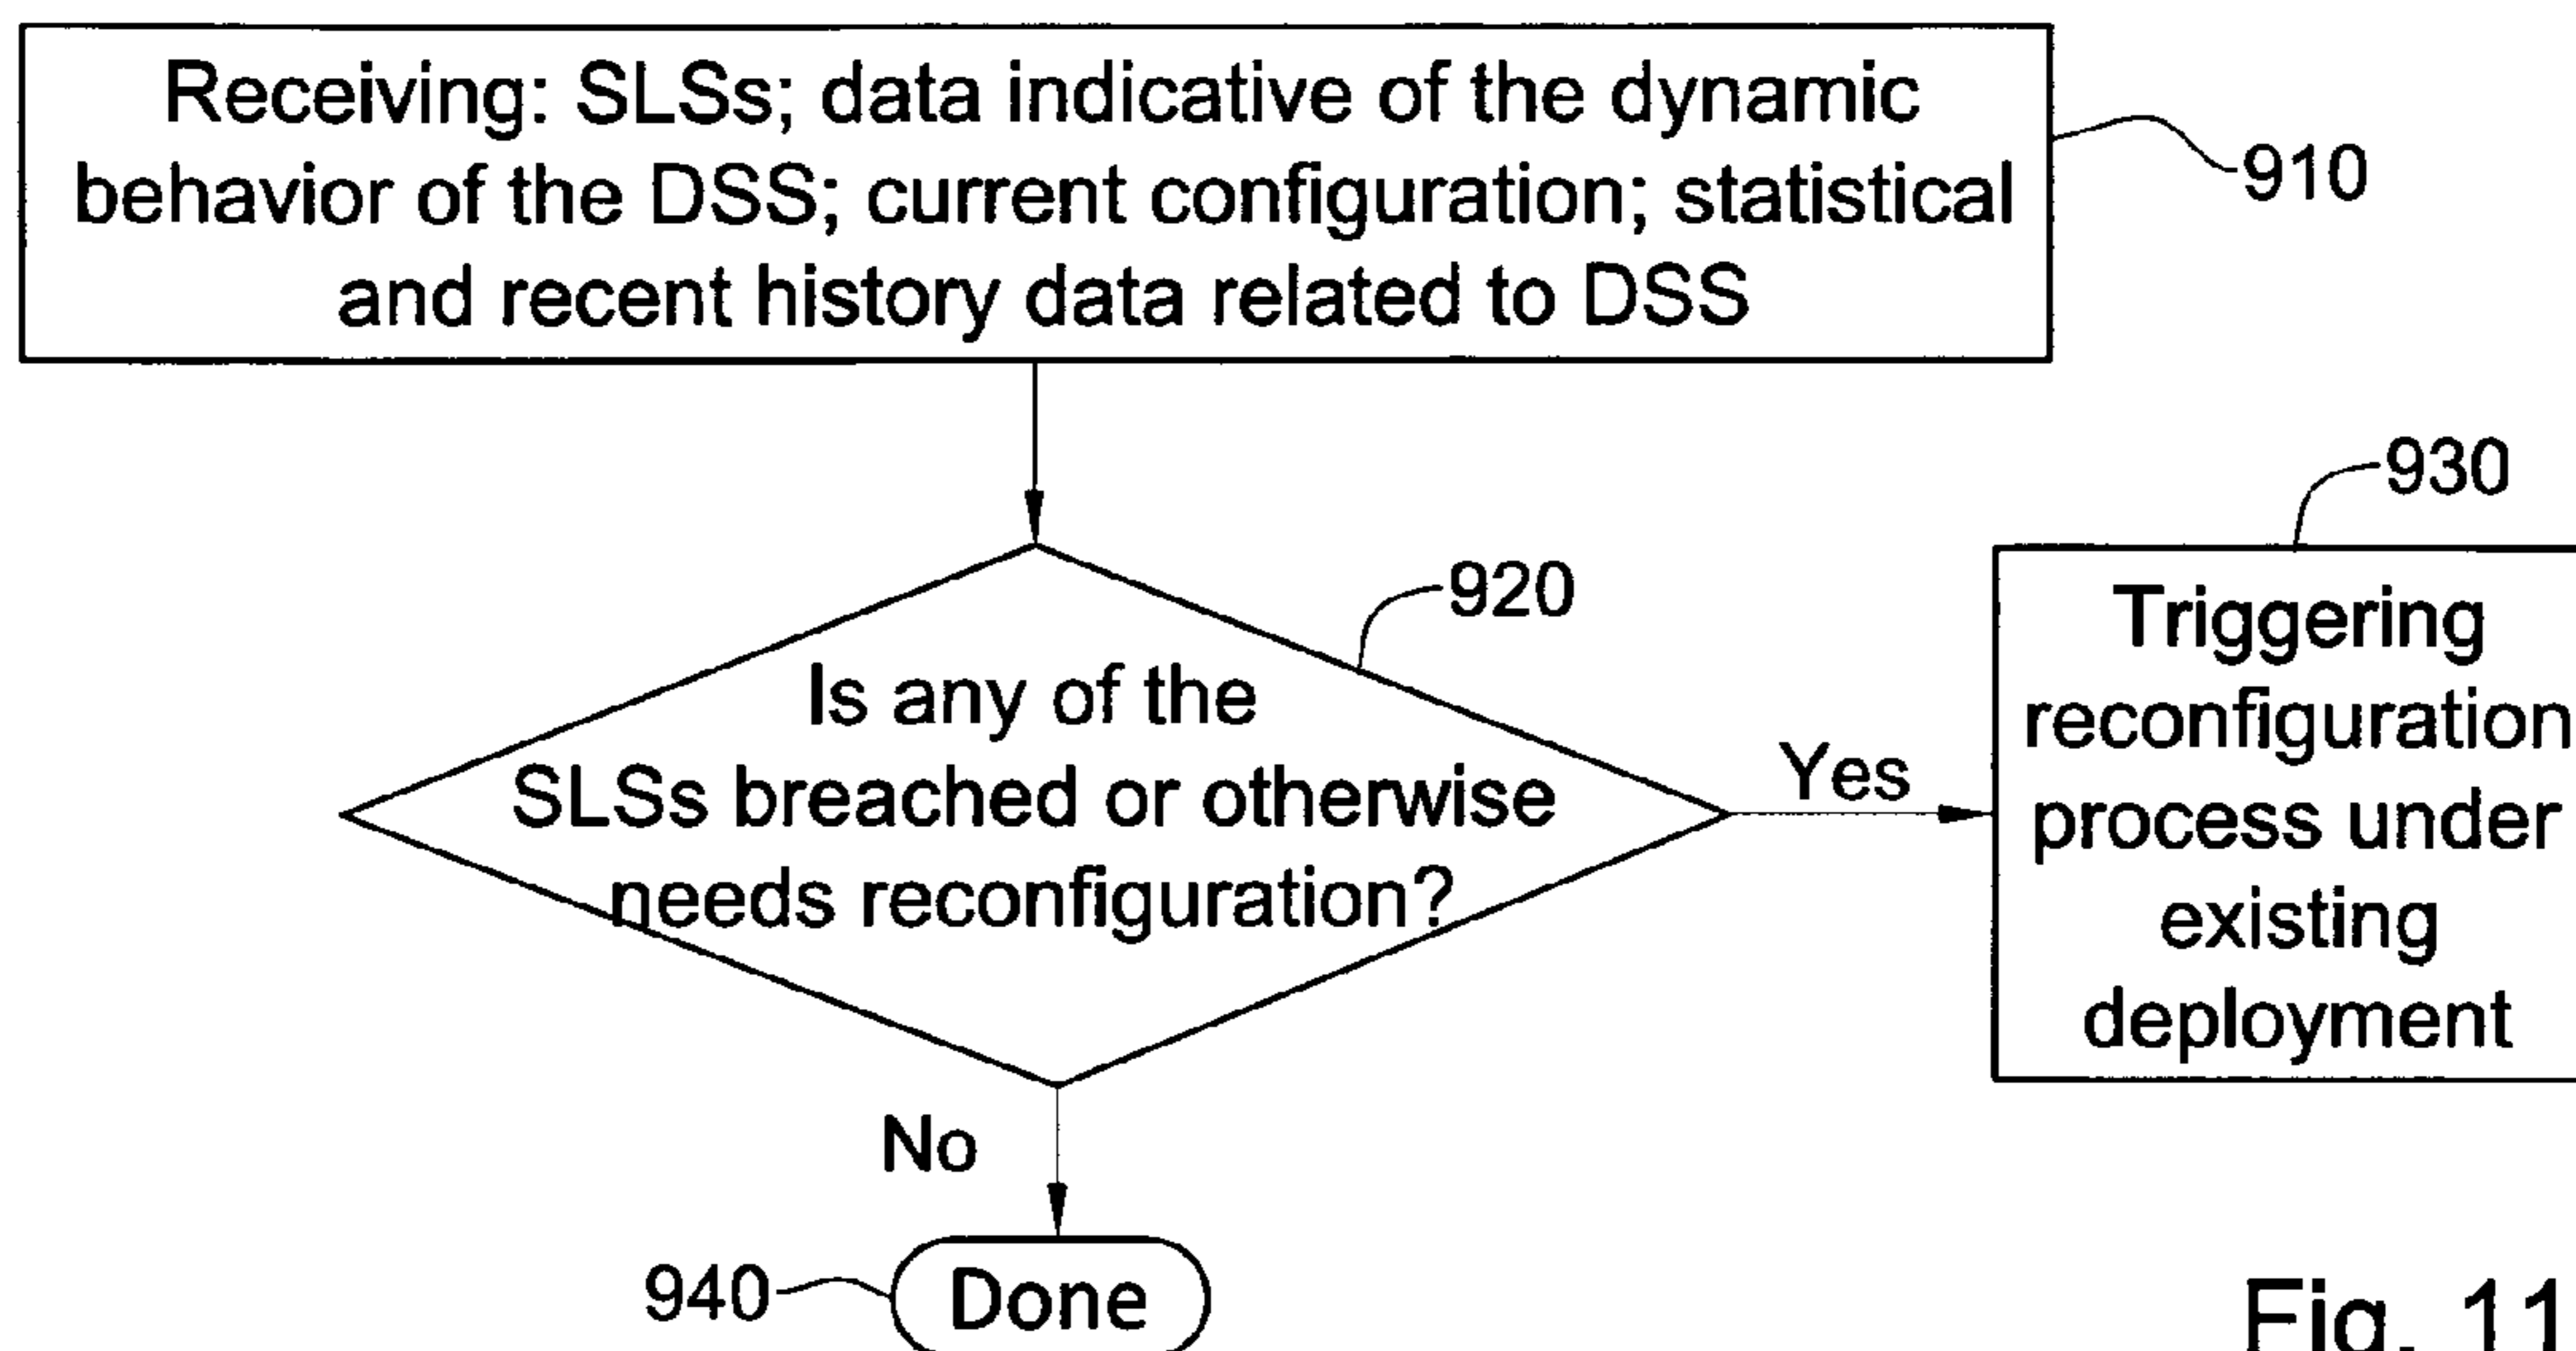 Receiving: SLSs; data indicative of the dynamic
behavior of the DSS; current configuration; statistical
and recent history data related to DSS
910
930
920
Is any of the
SLSs breached or otherwise
needs reconfiguration?
Yes
Triggering
reconfiguration
process under
existing
deployment
No
940
Done
Fig. 11